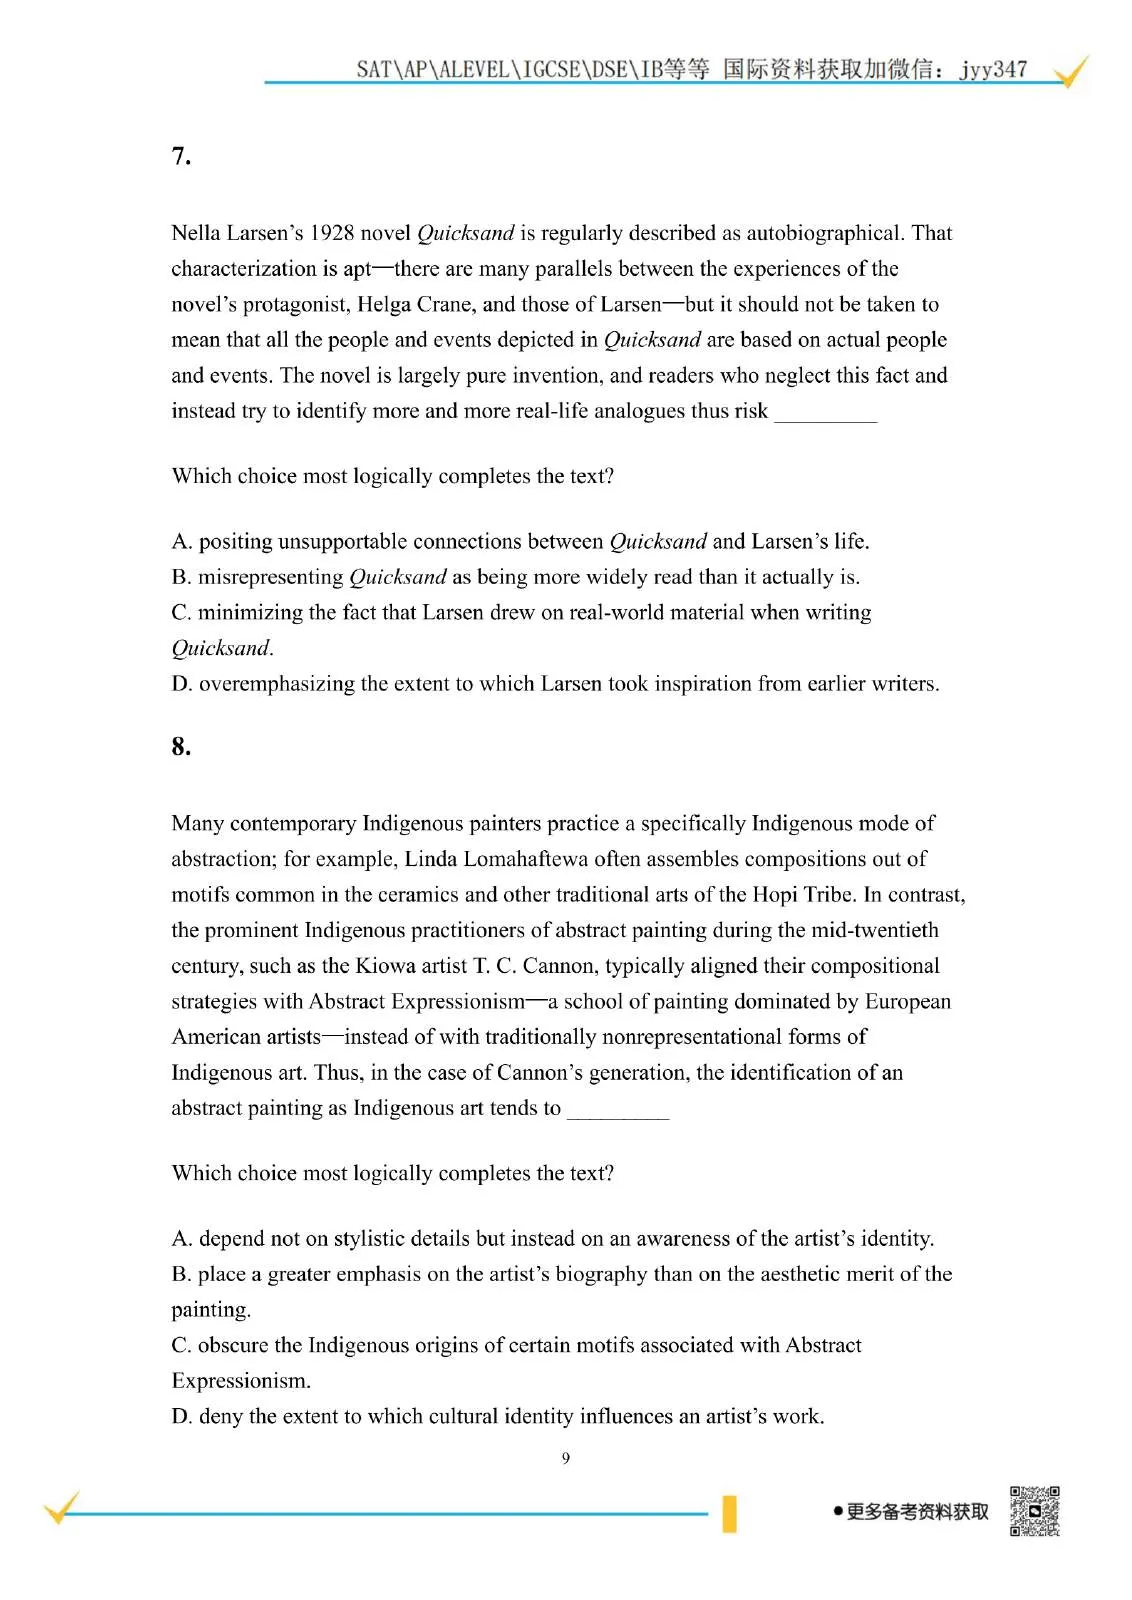 SAT\AP\ALEVEL\IGCSE\DSE\IB等等 国际资料获取加微信：jyy347
7.
Nella Larsen’s 1928 novel Quicksand is regularly described as autobiographical. That
characterization is apt—there are many parallels between the experiences of the
novel’s protagonist, Helga Crane, and those of Larsen—but it should not be taken to
mean that all the people and events depicted in Quicksand are based on actual people
and events. The novel is largely pure invention, and readers who neglect this fact and
instead try to identify more and more real-life analogues thus risk _________
Which choice most logically completes the text?
A. positing unsupportable connections between Quicksand and Larsen’s life.
B. misrepresenting Quicksand as being more widely read than it actually is.
C. minimizing the fact that Larsen drew on real-world material when writing
Quicksand.
D. overemphasizing the extent to which Larsen took inspiration from earlier writers.
8.
Many contemporary Indigenous painters practice a specifically Indigenous mode of
abstraction; for example, Linda Lomahaftewa often assembles compositions out of
motifs common in the ceramics and other traditional arts of the Hopi Tribe. In contrast,
the prominent Indigenous practitioners of abstract painting during the mid-twentieth
century, such as the Kiowa artist T. C. Cannon, typically aligned their compositional
strategies with Abstract Expressionism—a school of painting dominated by European
American artists—instead of with traditionally nonrepresentational forms of
Indigenous art. Thus, in the case of Cannon’s generation, the identification of an
abstract painting as Indigenous art tends to _________
Which choice most logically completes the text?
A. depend not on stylistic details but instead on an awareness of the artist’s identity.
B. place a greater emphasis on the artist’s biography than on the aesthetic merit of the
painting.
C. obscure the Indigenous origins of certain motifs associated with Abstract
Expressionism.
D. deny the extent to which cultural identity influences an artist’s work.
9
●更多备考资料获取